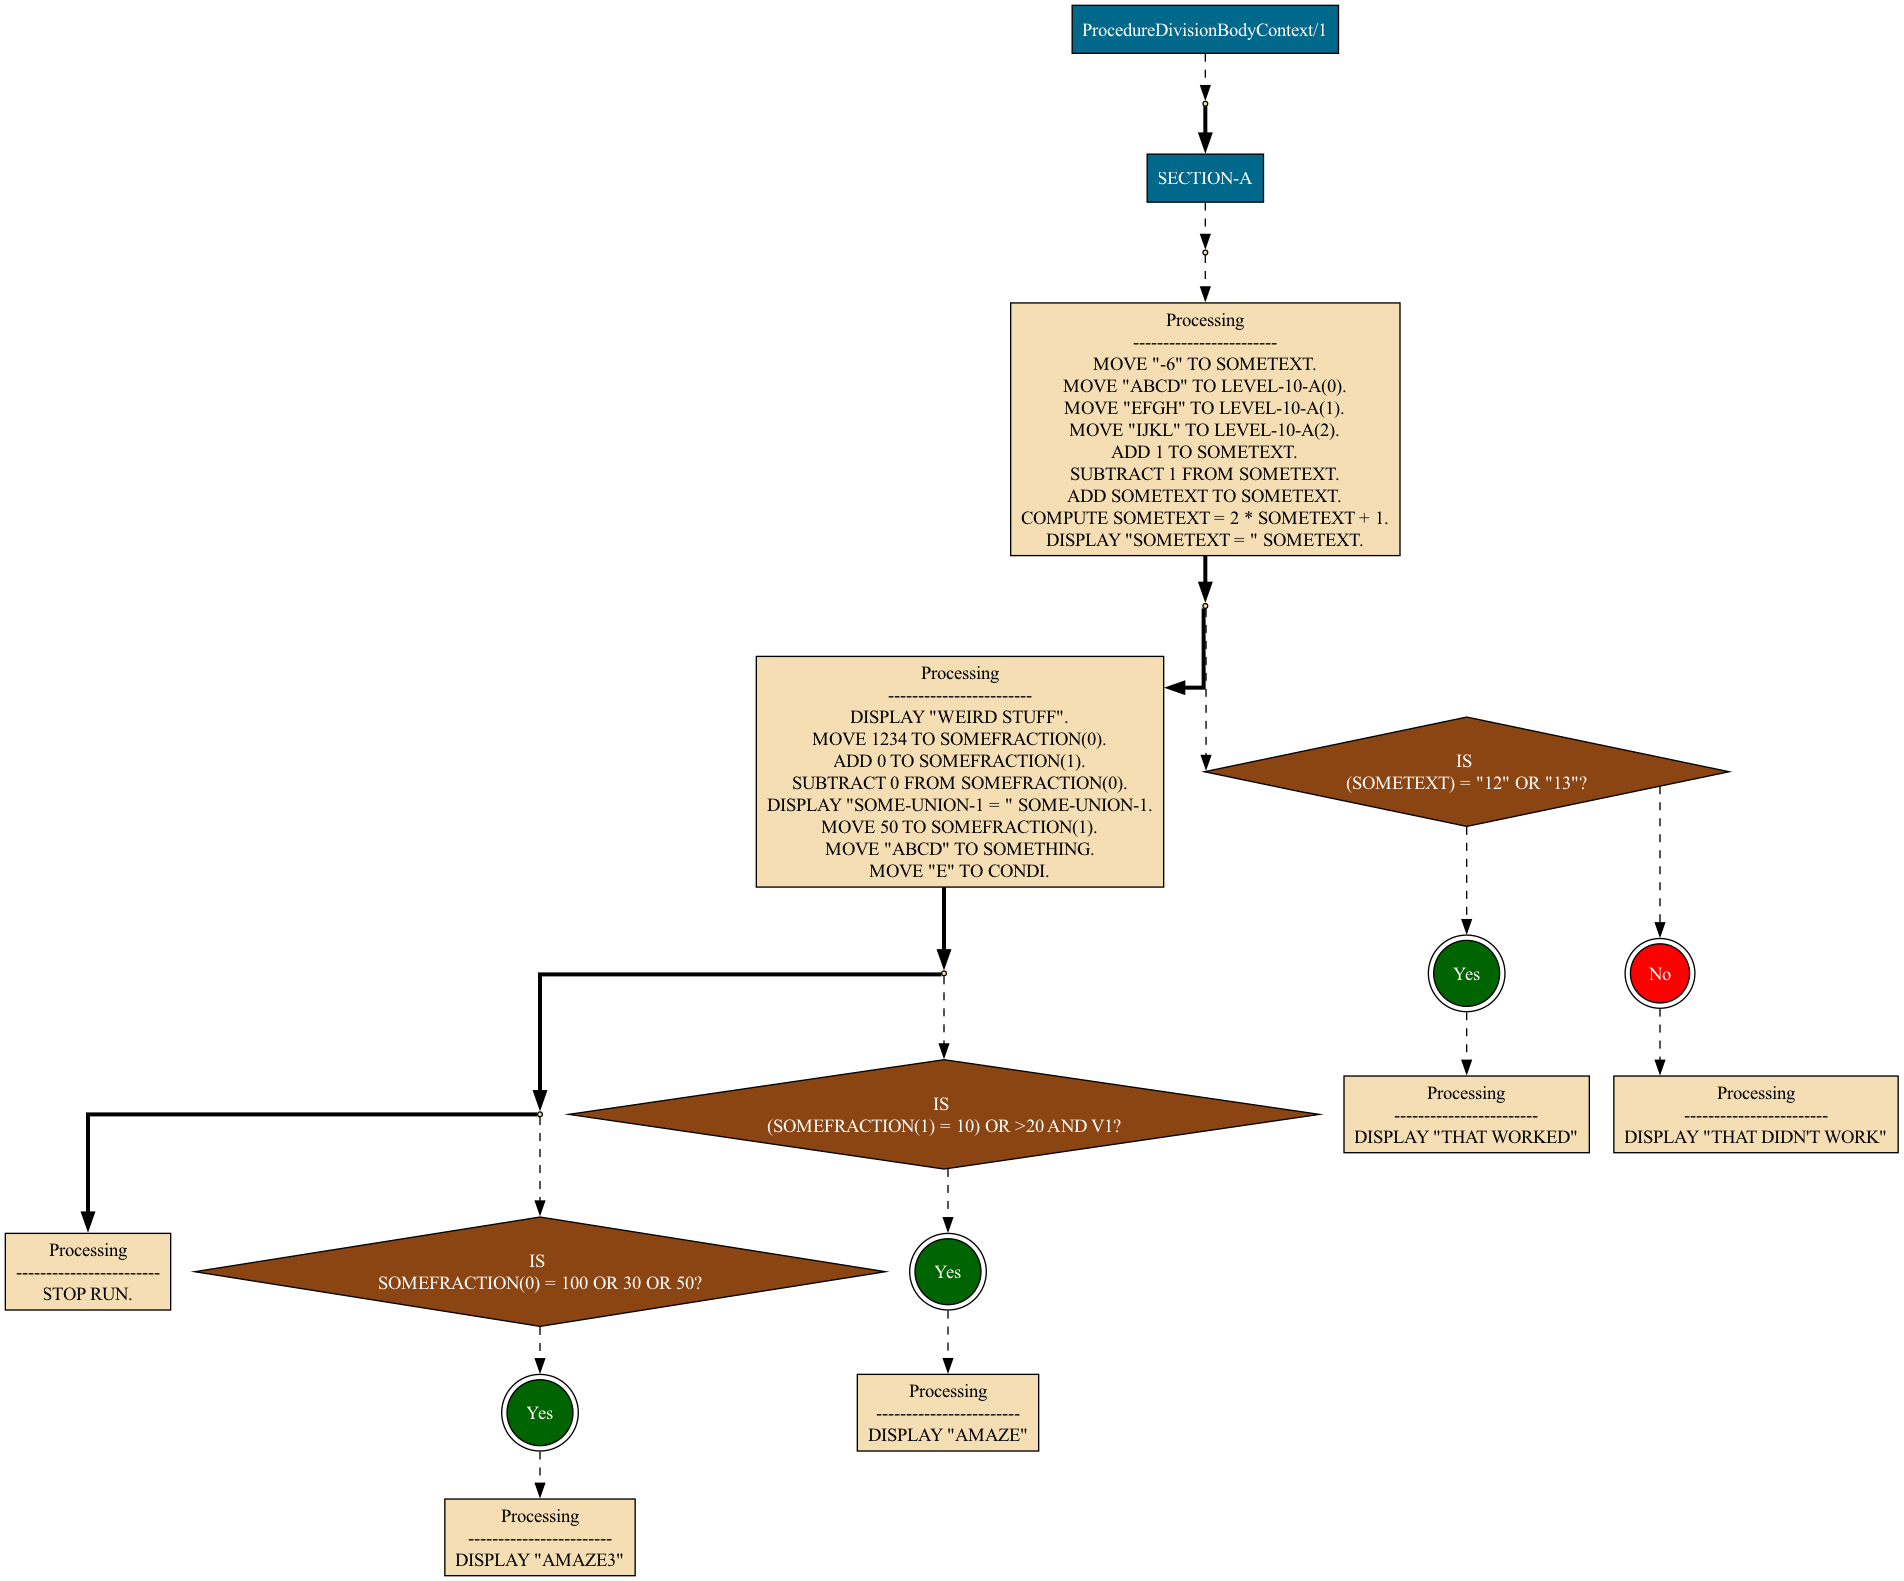 ProcedureDivisionBodyContext/1
SECTION-A
Processing
------------------------
MOVE "-6" TO SOMETEXT.
MOVE "ABCD" TO LEVEL-10-A(0).
MOVE "EFGH" TO LEVEL-10-A(1).
MOVE "IJKL" TO LEVEL-10-A(2).
ADD 1 TO SOMETEXT.
SUBTRACT 1 FROM SOMETEXT.
ADD SOMETEXT TO SOMETEXT.
COMPUTE SOMETEXT = 2 * SOMETEXT + 1.
DISPLAY "SOMETEXT = " SOMETEXT.
Processing
------------------------
DISPLAY "WEIRD STUFF".
MOVE 1234 TO SOMEFRACTION(0).
ADD 0 TO SOMEFRACTION(1).
SUBTRACT 0 FROM SOMEFRACTION(0).
DISPLAY "SOME-UNION-1 = " SOME-UNION-1.
MOVE 50 TO SOMEFRACTION(1).
MOVE "ABCD" TO SOMETHING.
MOVE "E" TO CONDI.
IS
(SOMETEXT) = "12" OR "13"?
Yes
No
Processing
------------------------
DISPLAY "THAT WORKED"
Processing
------------------------
DISPLAY "THAT DIDN'T WORK"
IS
(SOMEFRACTION(1) = 10) OR >20 AND V1?
Processing
------------------------
STOP RUN.
IS
SOMEFRACTION(0) = 100 OR 30 OR 50?
Yes
Processing
------------------------
DISPLAY "AMAZE"
Yes
Processing
------------------------
DISPLAY "AMAZE3"